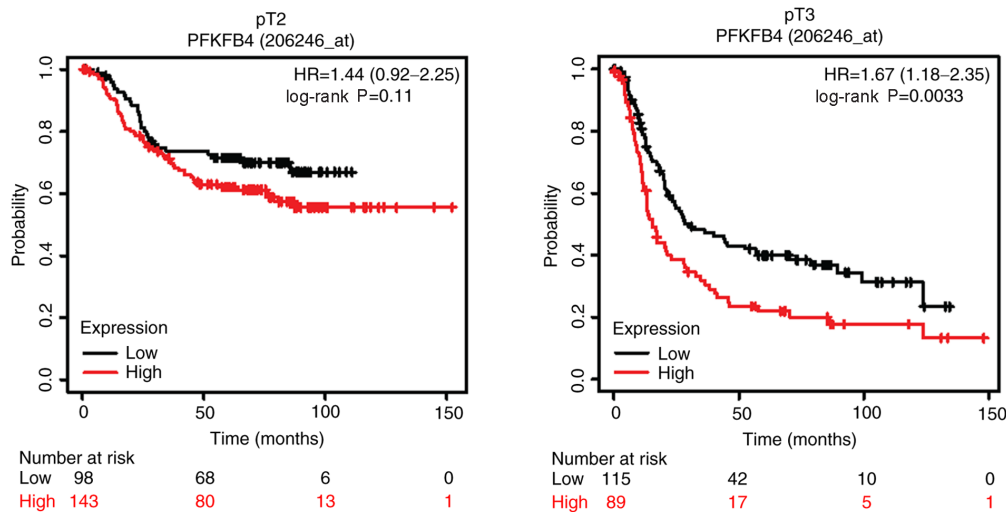 pT2
PFKFB4 (206246_at)
HR=1.44 (0.92–2.25)
log-rank P=0.11
Probability
1.0
0.8
0.6
0.4
0.2
0.0
Expression
Low
High
0 50 100 150
Time (months)
Number at risk
Low 98 68 6 0
High 143 80 13 1
pT3
PFKFB4 (206246_at)
HR=1.67 (1.18–2.35)
log-rank P=0.0033
Probability
1.0
0.8
0.6
0.4
0.2
0.0
Expression
Low
High
0 50 100 150
Time (months)
Number at risk
Low 115 42 10 0
High 89 17 5 1